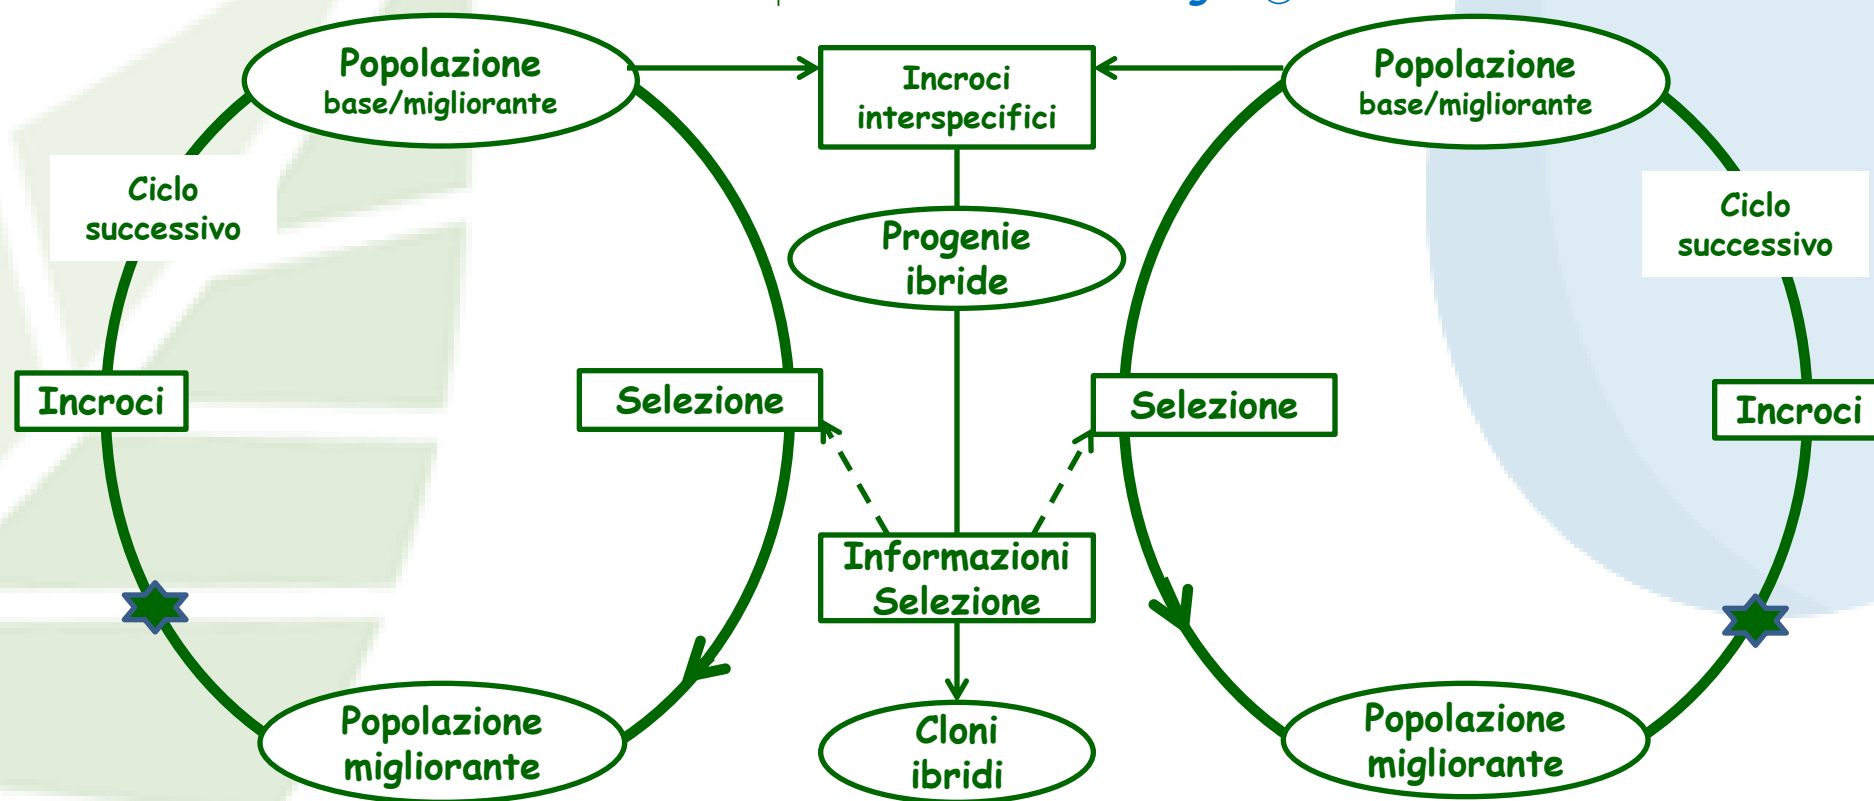 Popolazione
base/migliorante
Incroci
interspecifici
Popolazione
base/migliorante
Ciclo
successivo
Progenie
ibride
Ciclo
successivo
Incroci
Selezione
Selezione
Incroci
Informazioni
Selezione
Popolazione
migliorante
Cloni
ibridi
Popolazione
migliorante